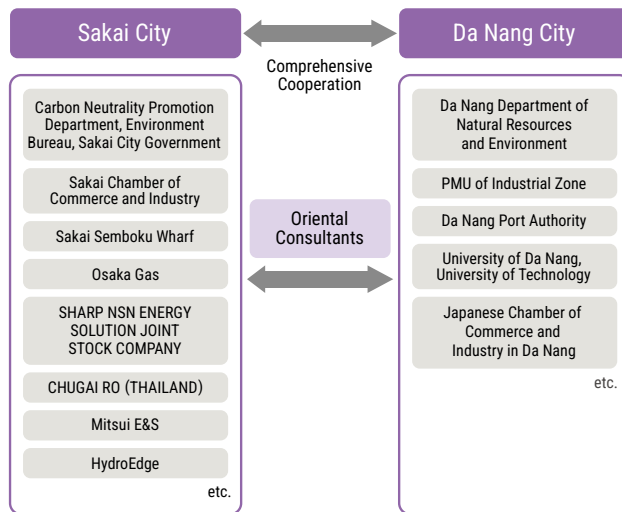 Sakai City
Comprehensive
Cooperation
Da Nang City
Carbon Neutrality Promotion
Department, Environment
Bureau, Sakai City Government
Sakai Chamber of
Commerce and Industry
Sakai Semboku Wharf
Osaka Gas
SHARP NSN ENERGY
SOLUTION JOINT
STOCK COMPANY
CHUGAI RO (THAILAND)
Mitsui E&S
HydroEdge
etc.
Oriental
Consultants
Da Nang Department of
Natural Resources
and Environment
PMU of Industrial Zone
Da Nang Port Authority
University of Da Nang,
University of Technology
Japanese Chamber of
Commerce and
Industry in Da Nang
etc.